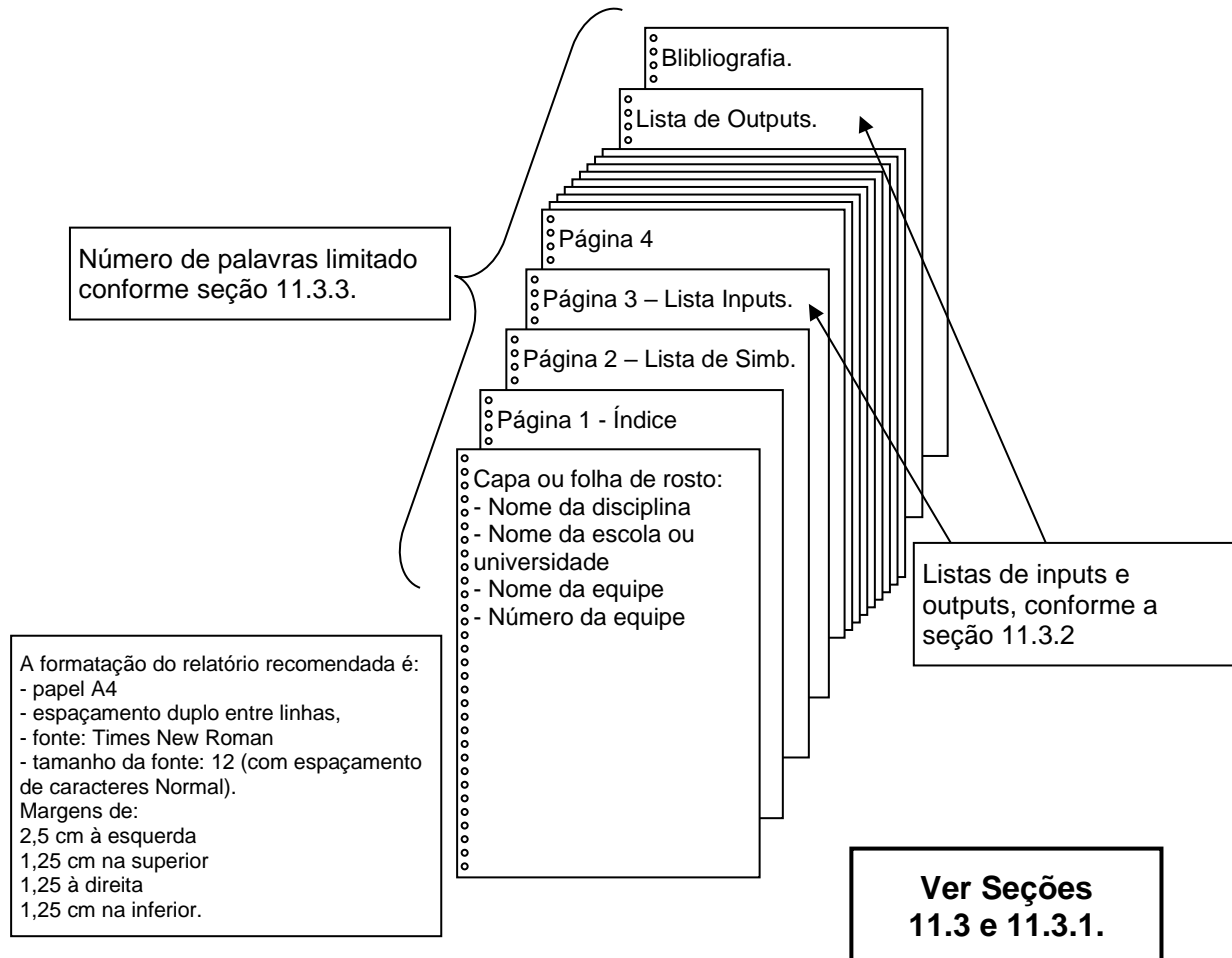 Blibliografia.
Lista de Outputs.
Página 4
Página 3 – Lista Inputs.
Página 2 – Lista de Simb.
Página 1 - Índice
Capa ou folha de rosto:
- Nome da disciplina
- Nome da escola ou
universidade
- Nome da equipe
- Número da equipe
Número de palavras limitado
conforme seção 11.3.3.
Listas de inputs e
outputs, conforme a
seção 11.3.2
A formatação do relatório recomendada é:
- papel A4
- espaçamento duplo entre linhas,
- fonte: Times New Roman
- tamanho da fonte: 12 (com espaçamento
de caracteres Normal).
Margens de:
2,5 cm à esquerda
1,25 cm na superior
1,25 à direita
1,25 cm na inferior.
Ver Seções
11.3 e 11.3.1.